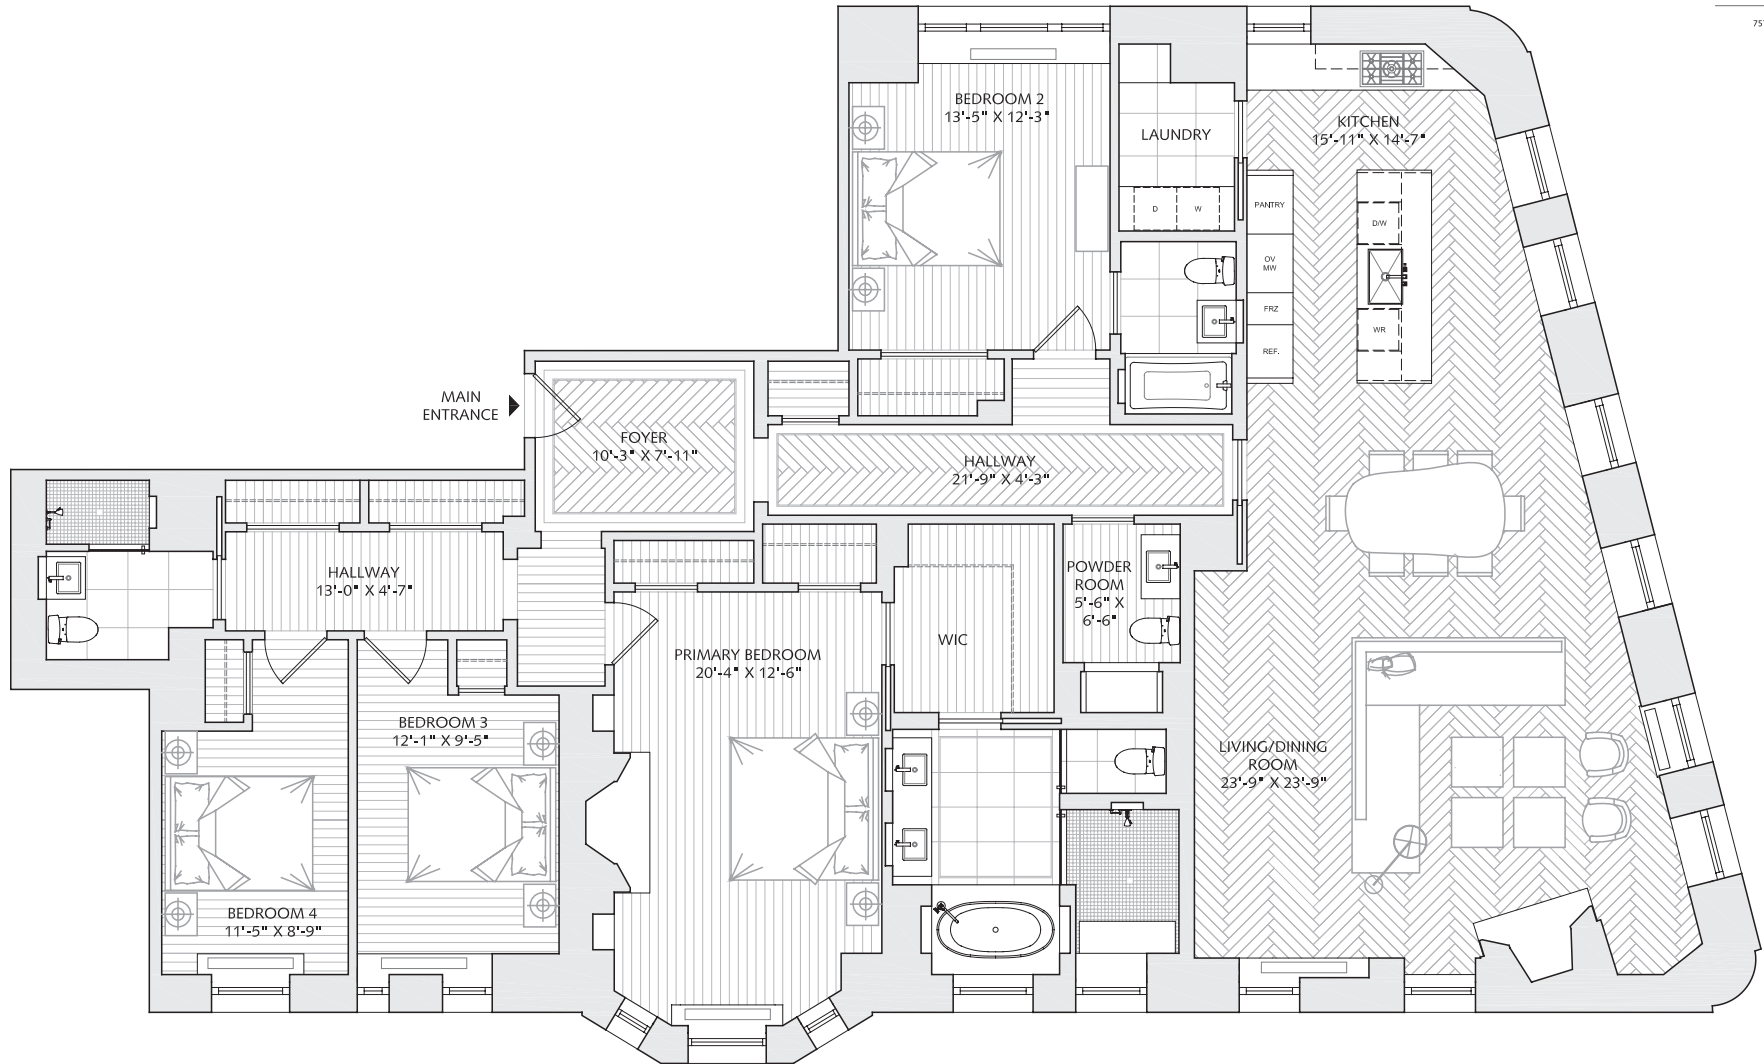 75'
BEDROOM 2
13'-5" X 12'-3"
LAUNDRY
D
W
KITCHEN
15'-11" X 14'-7"
PANTRY
OV
MW
FRZ
REF.
D/W
WR
MAIN
ENTRANCE
FOYER
10'-3" X 7'-11"
HALLWAY
21'-9" X 4'-3"
HALLWAY
13'-0" X 4'-7"
POWDER
ROOM
5'-6" X
6'-6"
WIC
PRIMARY BEDROOM
20'-4" X 12'-6"
BEDROOM 3
12'-1" X 9'-5"
LIVING/DINING
ROOM
23'-9" X 23'-9"
BEDROOM 4
11'-5" X 8'-9"